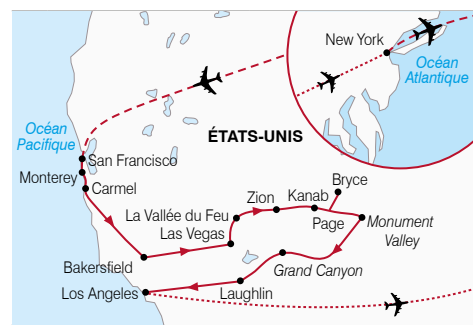 New York
Océan
Atlantique
Océan
Pacifique
ÉTATS-UNIS
San Francisco
Monterey
Carmel
Bryce
Zion
Kanab
La Vallée du Feu
Page
Monument
Valley
Las Vegas
Bakersfield
Grand Canyon
Los Angeles
Laughlin